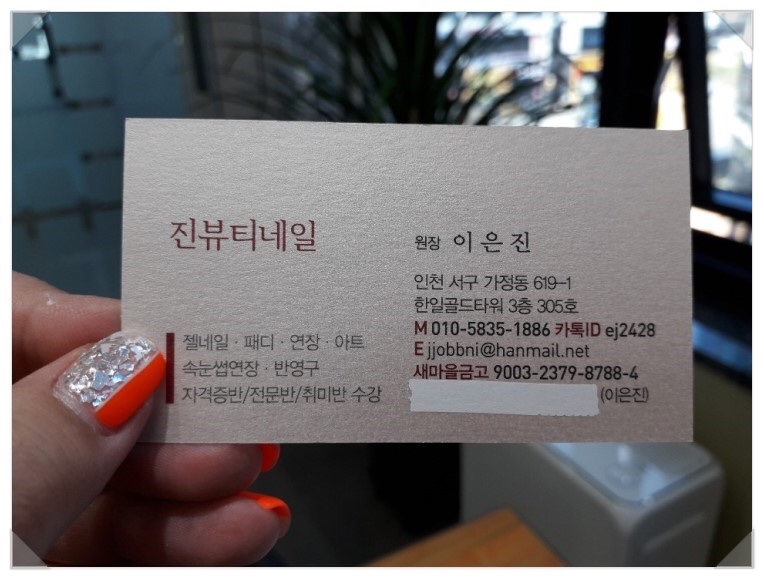 진뷰티네일
젤네일 · 패디 · 연장 · 아트
속눈썹연장 · 반영구
자격증반/전문반/취미반 수강
원장 이은진
인천 서구 가정동 619-1
한일골드타워 3층 305호
M 010-5835-1886 카톡ID ej2428
E jjobbni@hanmail.net
새마을금고 9003-2379-8788-4
(이은진)